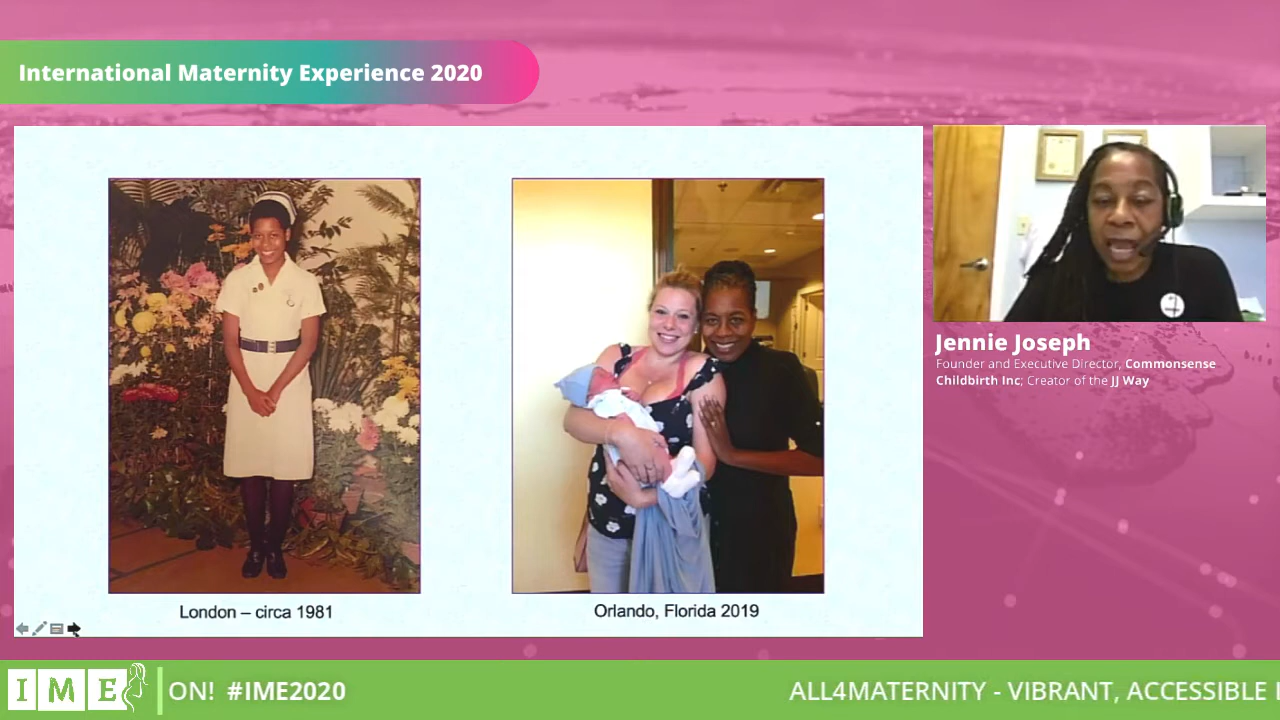 International Maternity Experience 2020
London – circa 1981
Orlando, Florida 2019
Jennie Joseph
Founder and Executive Director, Commonsense
Childbirth Inc; Creator of the JJ Way
IME
ON! #IME2020
ALL4MATERNITY - VIBRANT, ACCESSIBLE